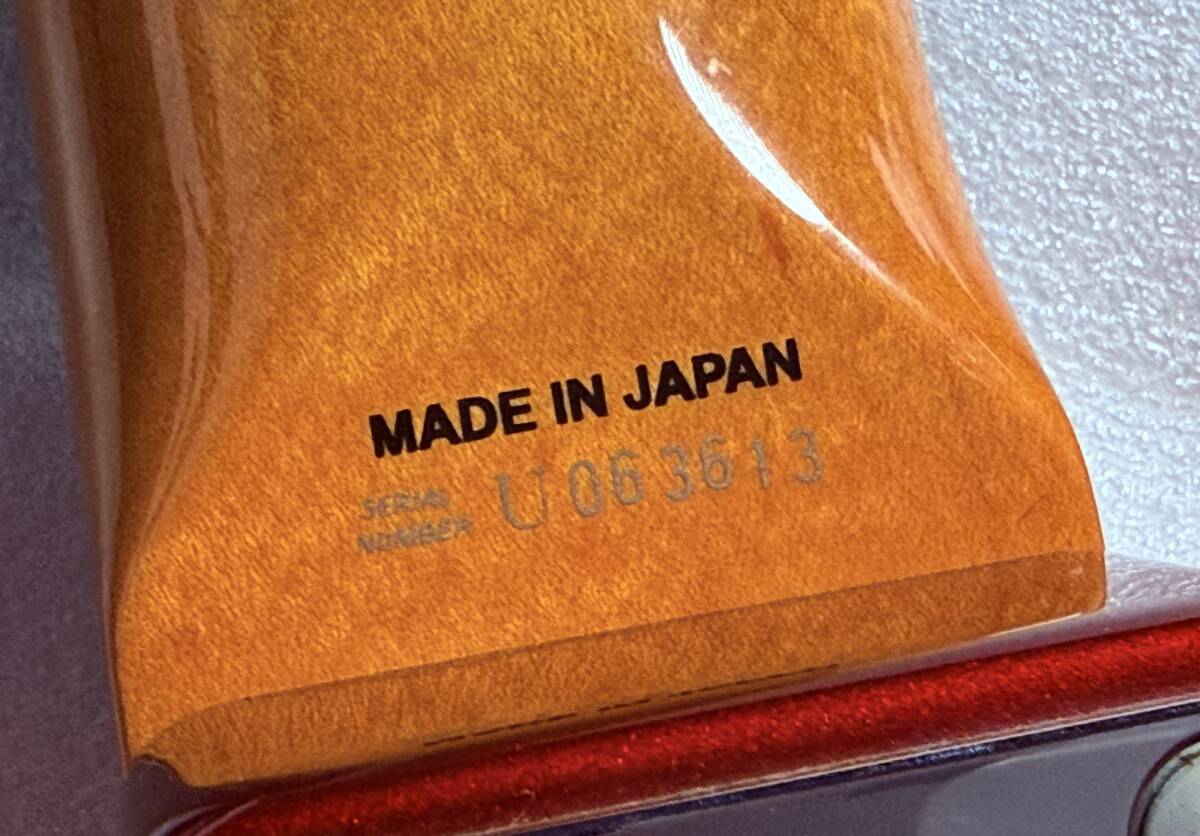 MADE IN JAPAN
SERIAL
NUMBER U063613